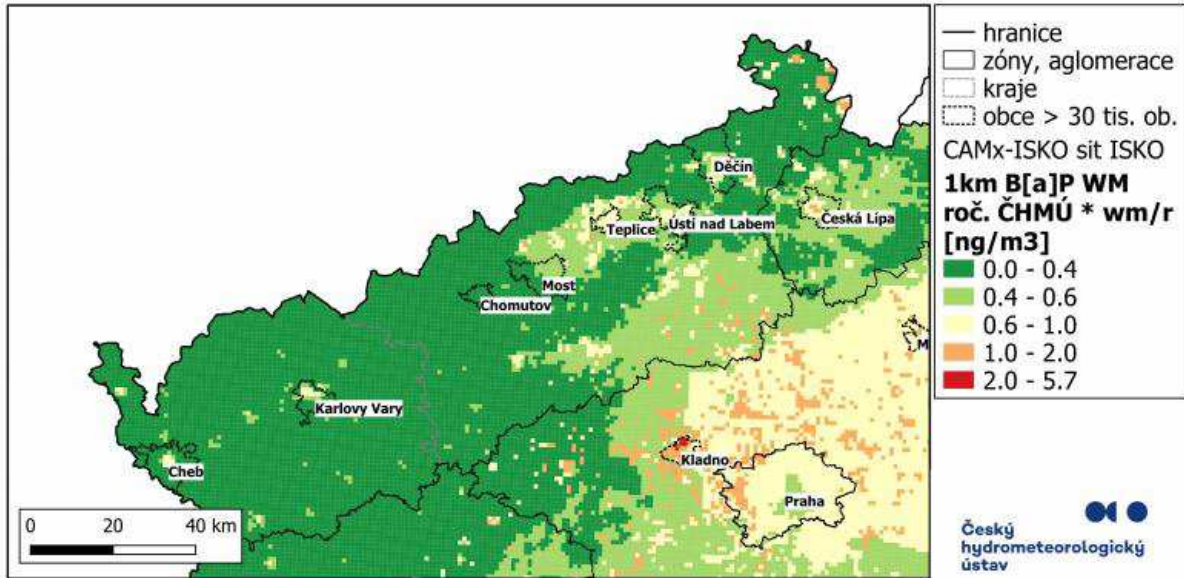 Děčín
Teplice
Ústí nad Labem
Česká Lípa
Most
Chomutov
M
Karlovy Vary
Kladno
Cheb
Praha
0 20 40 km
hranice
zóny, aglomerace
kraje
obce > 30 tis. ob.
CAMx-ISKO sit ISKO
1km B[a]P WM
roč. ČHMÚ * wm/r
[ng/m3]
0.0 - 0.4
0.4 - 0.6
0.6 - 1.0
1.0 - 2.0
2.0 - 5.7
Český
hydrometeorologický
ústav